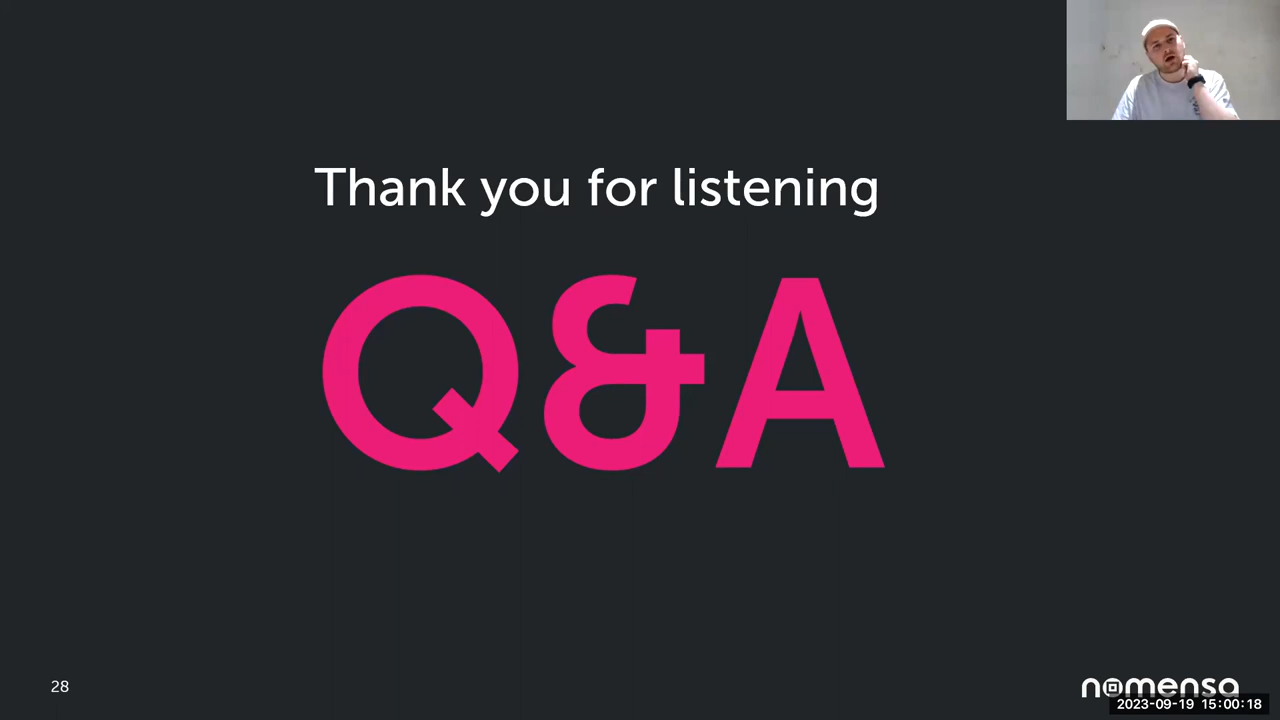 Thank you for listening
Q&A
28
nomensa
2023-09-19 15:00:18